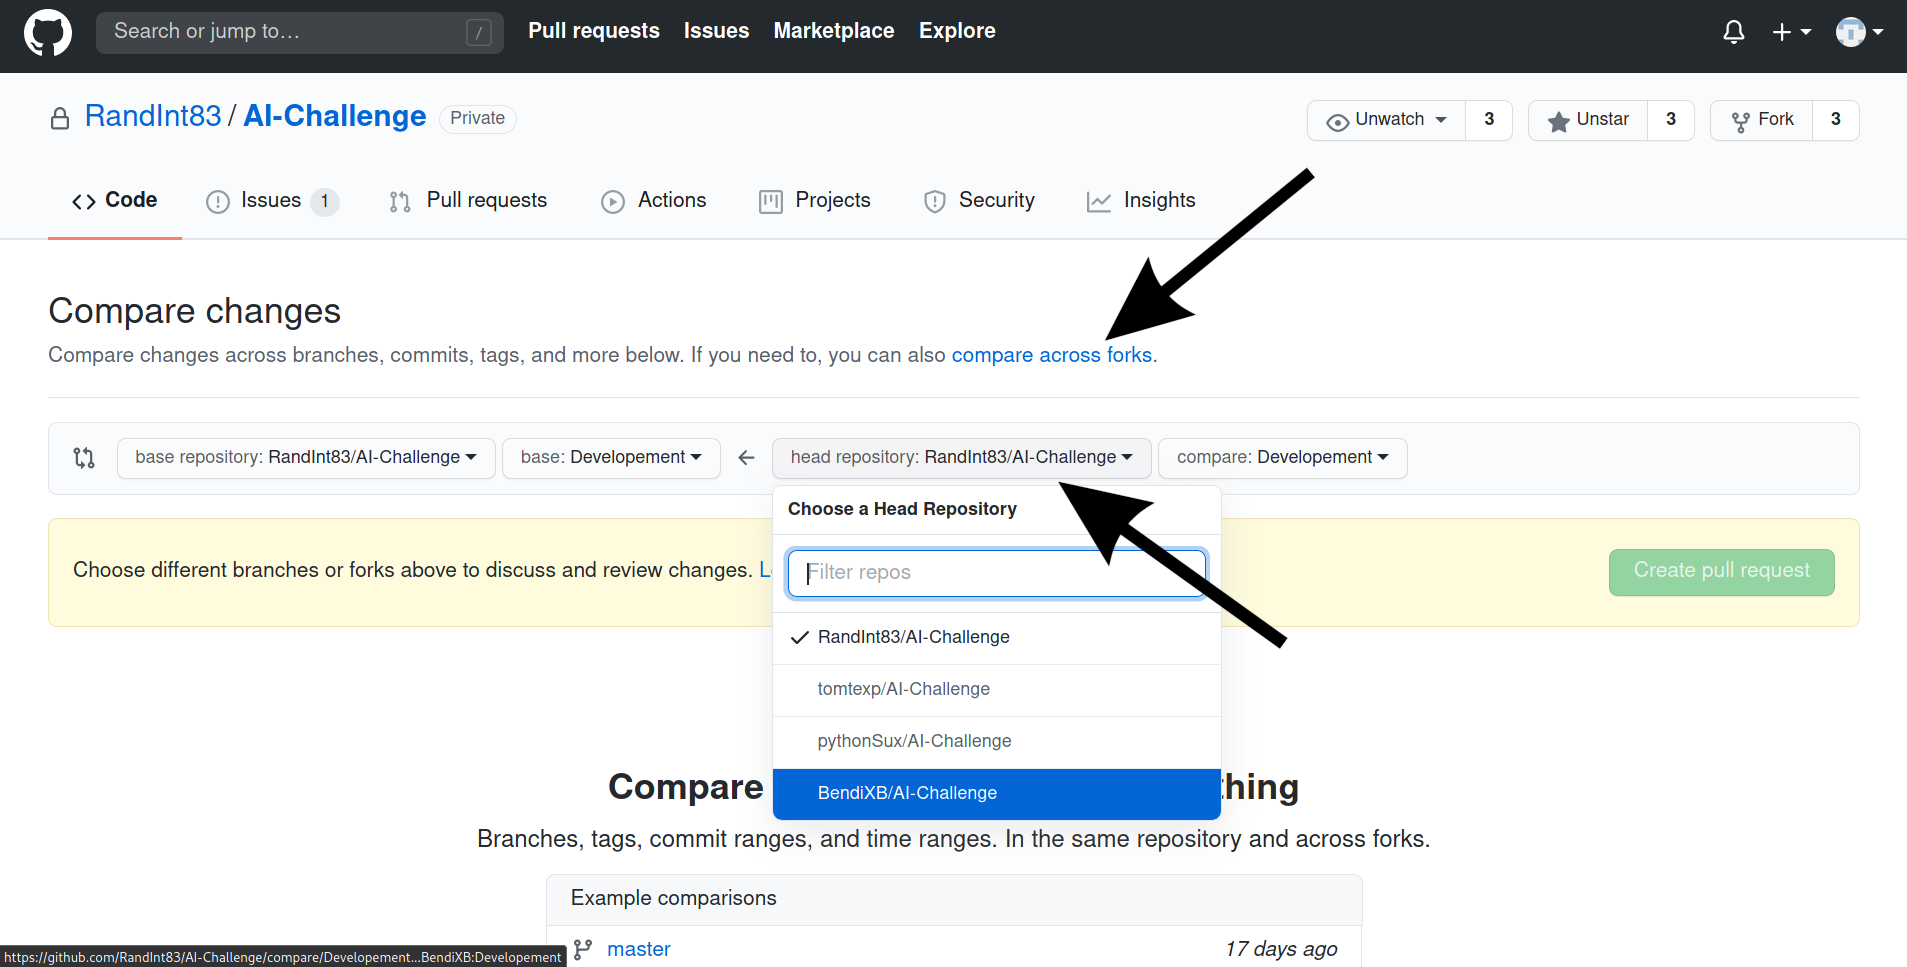 Search or jump to… / Pull requests Issues Marketplace Explore
RandInt83 / AI-Challenge Private Unwatch 3 Unstar 3 Fork 3
Code Issues 1 Pull requests Actions Projects Security Insights
Compare changes
Compare changes across branches, commits, tags, and more below. If you need to, you can also compare across forks.
base repository: RandInt83/AI-Challenge base: Developement head repository: RandInt83/AI-Challenge compare: Developement
Choose a Head Repository
Choose different branches or forks above to discuss and review changes. Create pull request
Filter repos
RandInt83/AI-Challenge
tomtexp/AI-Challenge
pythonSux/AI-Challenge
BendiXB/AI-Challenge
Compare
Branches, tags, commit ranges, and time ranges. In the same repository and across forks.
Example comparisons
master 17 days ago
https://github.com/RandInt83/AI-Challenge/compare/Developement...BendiXB:Developement